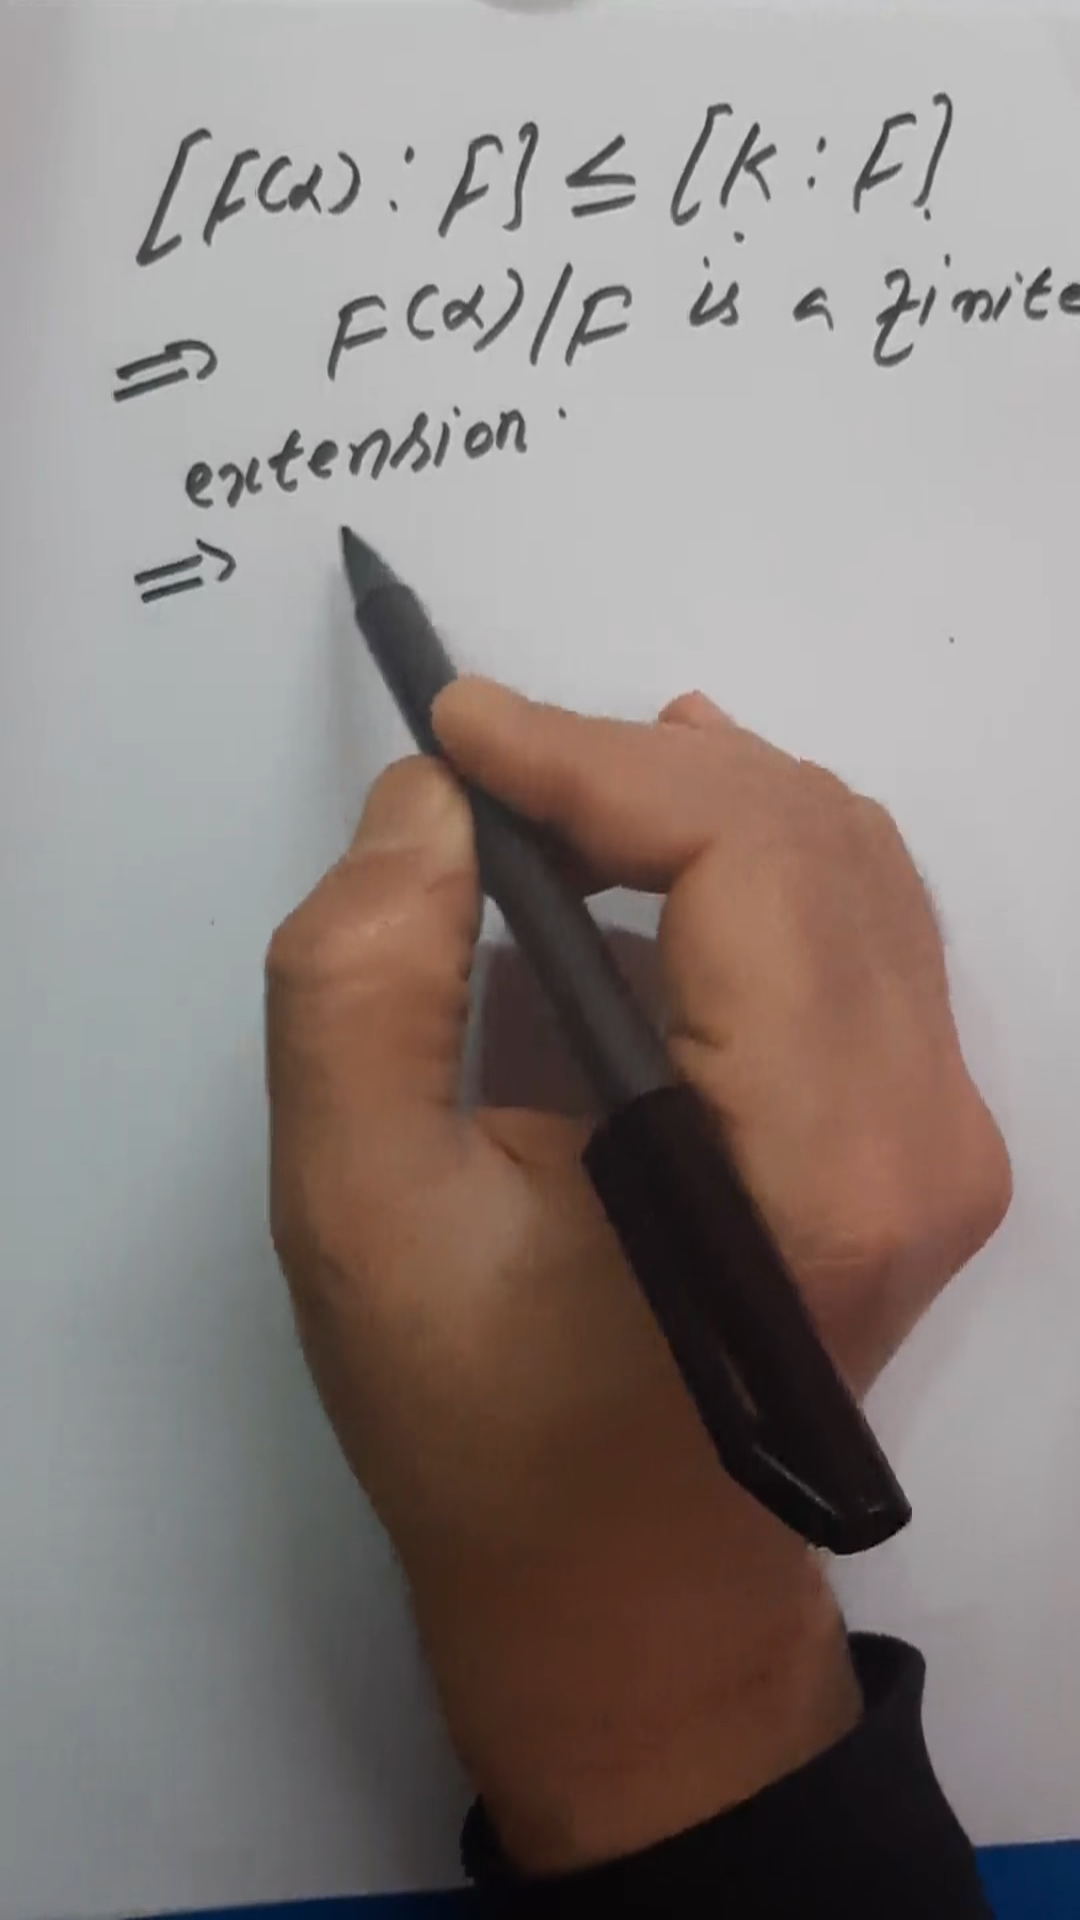 [F(α) : F] ≤ [K : F]
⇒ F(α)/F is a finite
extension.
⇒